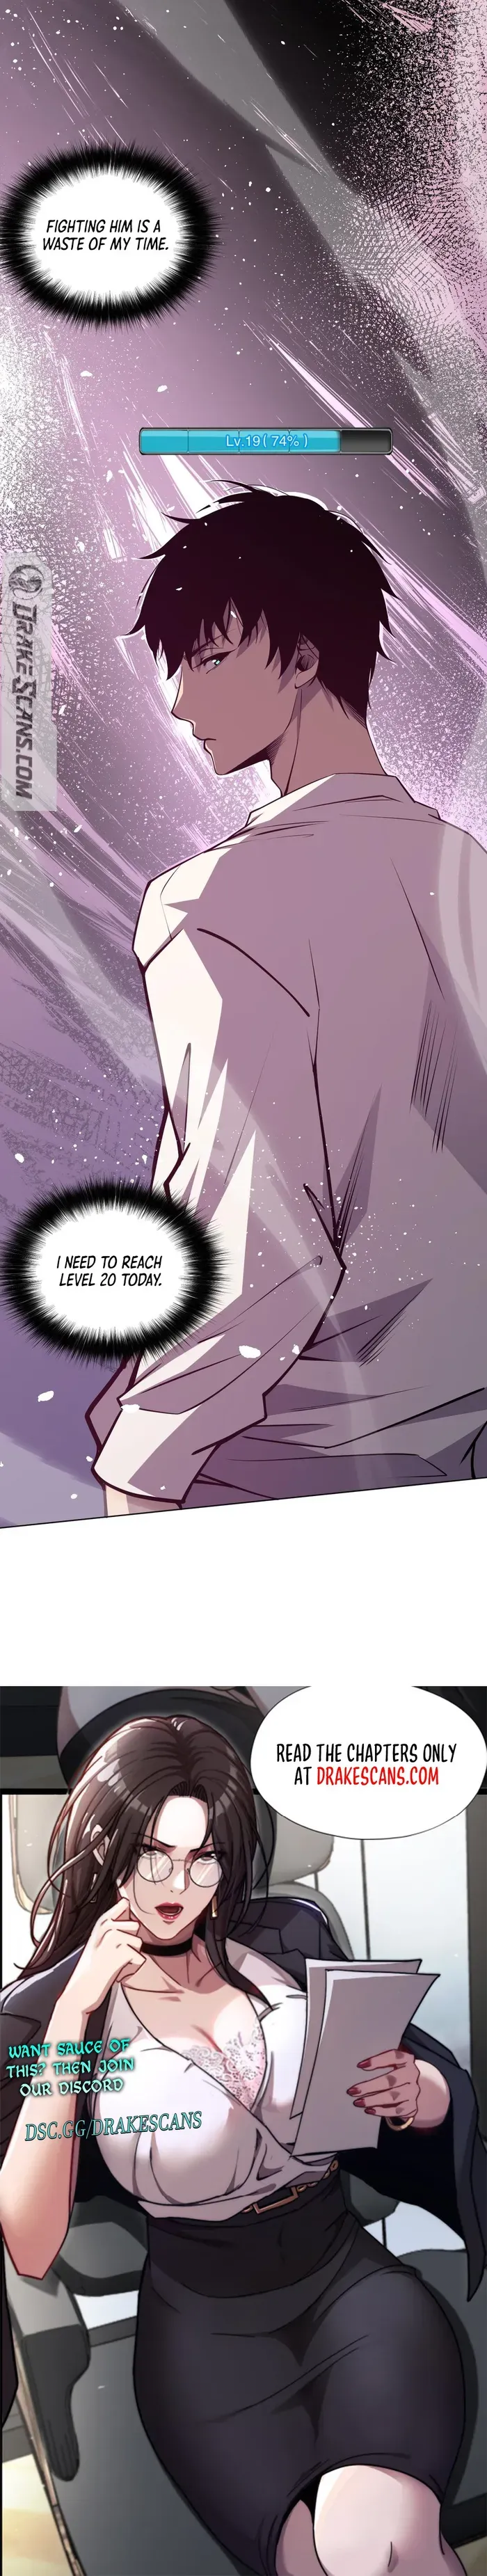 FIGHTING HIM IS A
WASTE OF MY TIME.
Lv.19 ( 74% )
DRAKESCANS.COM
I NEED TO REACH
LEVEL 20 TODAY.
READ THE CHAPTERS ONLY
AT DRAKESCANS.COM
WANT SAUCE OF
THIS? THEN JOIN
OUR DISCORD
DSC.GG/DRAKESCANS